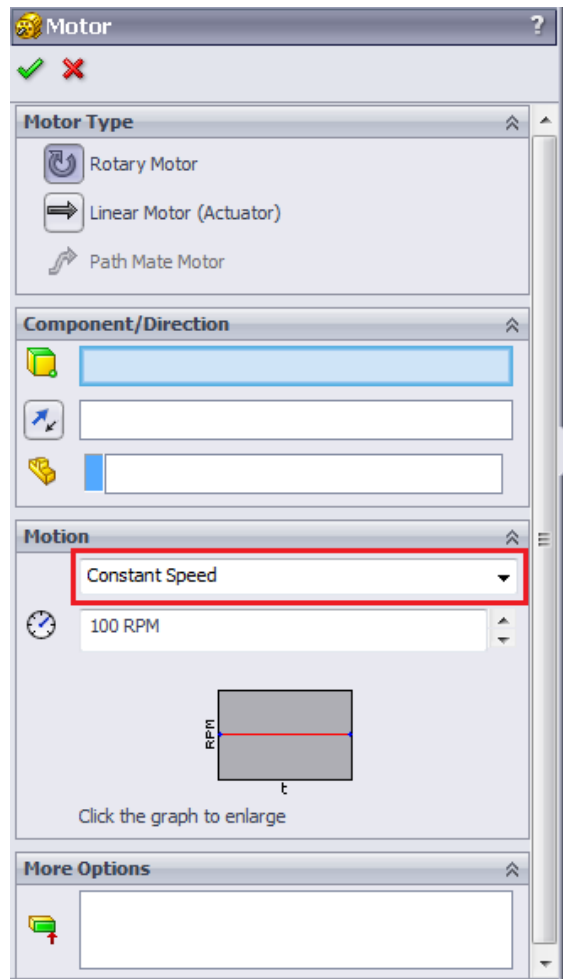 Motor ?
Motor Type
Rotary Motor
Linear Motor (Actuator)
Path Mate Motor
Component/Direction
Motion
Constant Speed
100 RPM
RPM
t
Click the graph to enlarge
More Options